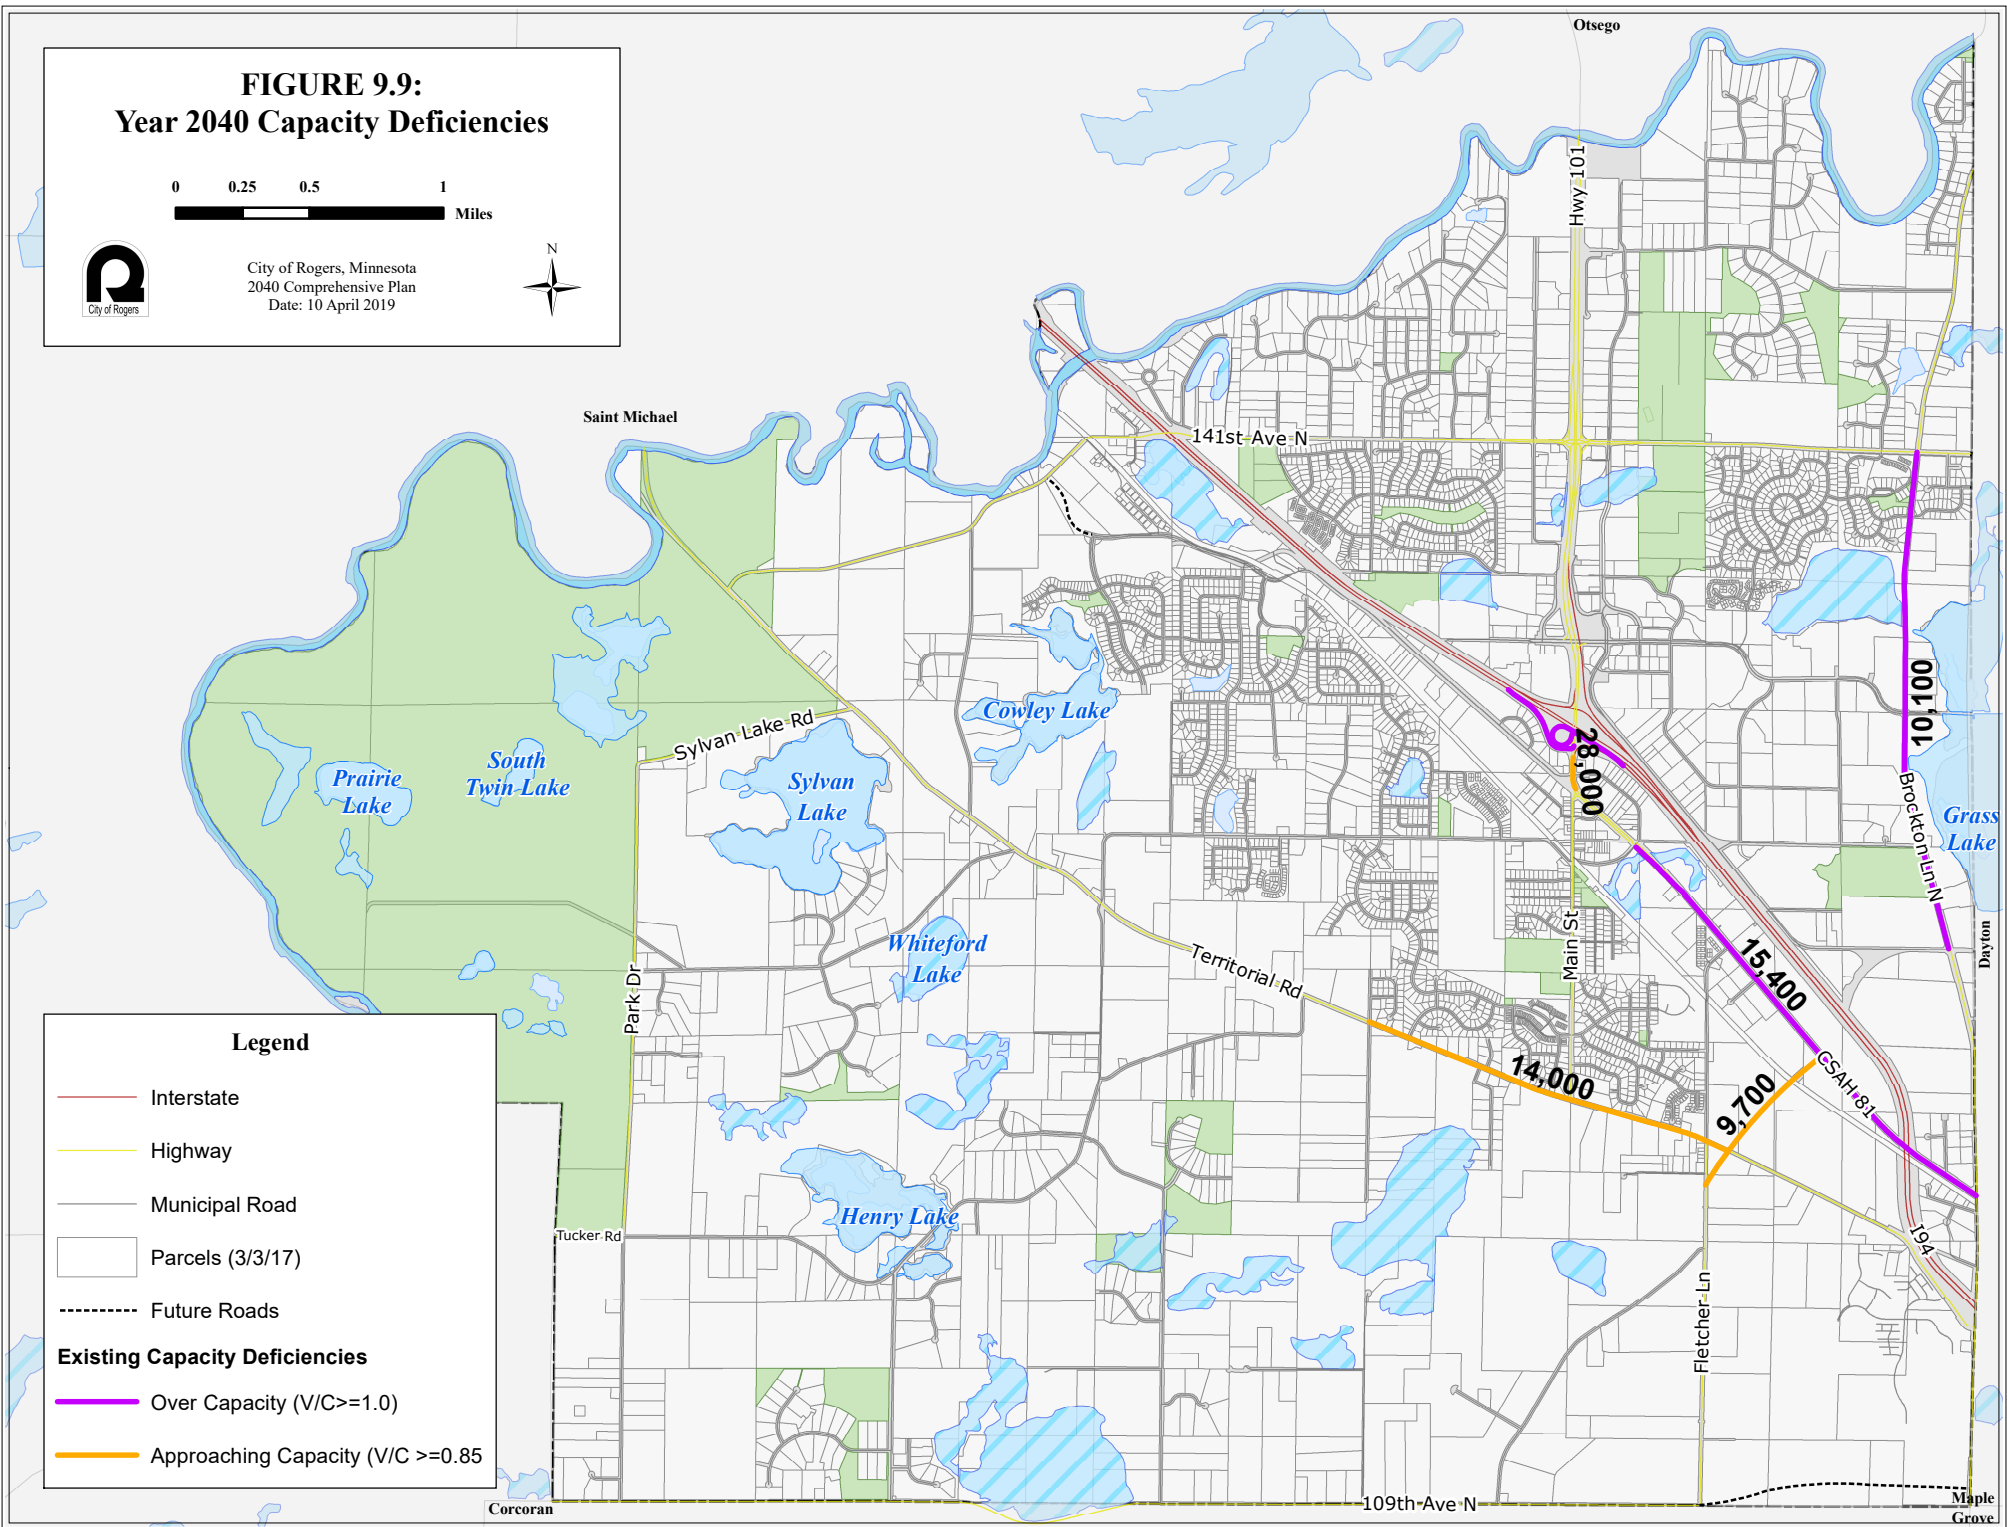 FIGURE 9.9:
Year 2040 Capacity Deficiencies
0 0.25 0.5 1
Miles
City of Rogers
City of Rogers, Minnesota
2040 Comprehensive Plan
Date: 10 April 2019
N
Otsego
Hwy 101
Saint Michael
141st Ave N
10,100
Sylvan Lake Rd
Cowley Lake
28,000
Prairie
Lake
South
Twin Lake
Sylvan
Lake
Brockton Ln N
Grass
Lake
Whiteford
Lake
Main St
Dayton
Park Dr
Territorial Rd
15,400
14,000
9,700
CSAH 81
Henry Lake
Tucker Rd
I94
Fletcher Ln
Legend
Interstate
Highway
Municipal Road
Parcels (3/3/17)
Future Roads
Existing Capacity Deficiencies
Over Capacity (V/C>=1.0)
Approaching Capacity (V/C >=0.85
Corcoran
109th Ave N
Maple
Grove